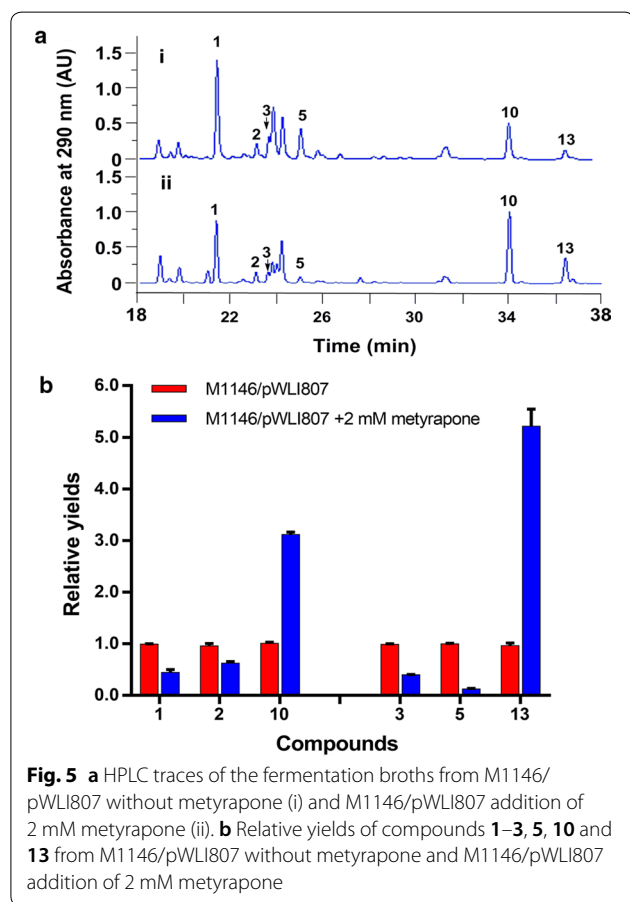 a
i
1
2
3
5
10
13
1.5
1.0
0.5
0
ii
1
2
3
5
10
13
1.5
1.0
0.5
0
Absorbance at 290 nm (AU)
18 22 26 30 34 38
Time (min)
b
M1146/pWLI807
M1146/pWLI807 +2 mM metyrapone
6.0
5.0
4.0
3.0
2.0
1.0
0.0
Relative yields
1 2 10 3 5 13
Compounds
Fig. 5 a HPLC traces of the fermentation broths from M1146/
pWLI807 without metyrapone (i) and M1146/pWLI807 addition of
2 mM metyrapone (ii). b Relative yields of compounds 1–3, 5, 10 and
13 from M1146/pWLI807 without metyrapone and M1146/pWLI807
addition of 2 mM metyrapone